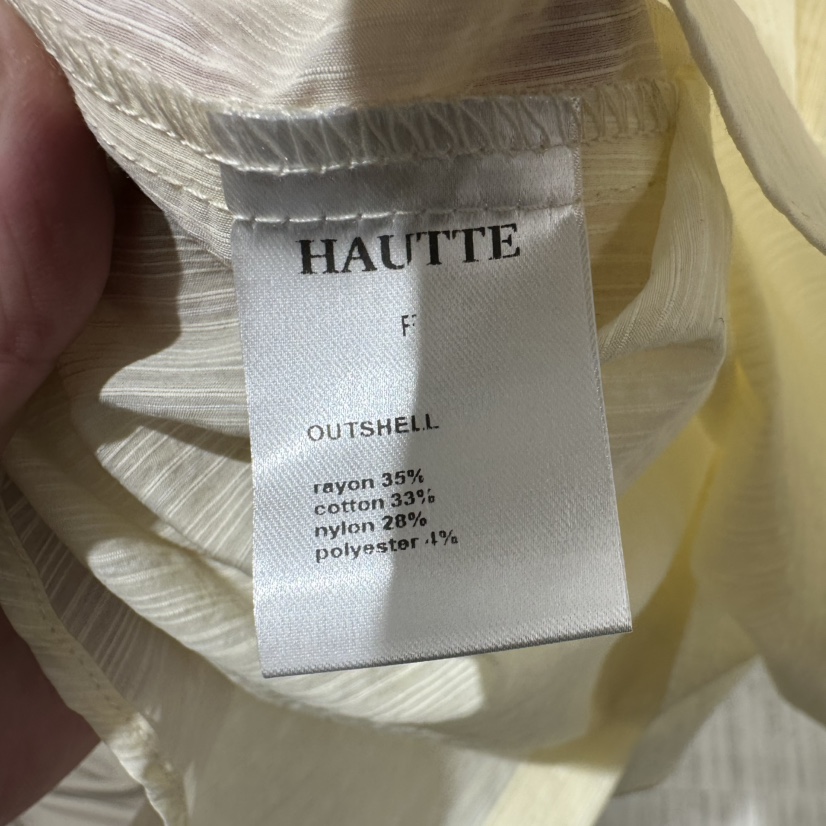 HAUTTE
F
OUTSHELL
rayon 35%
cotton 33%
nylon 28%
polyester 4%